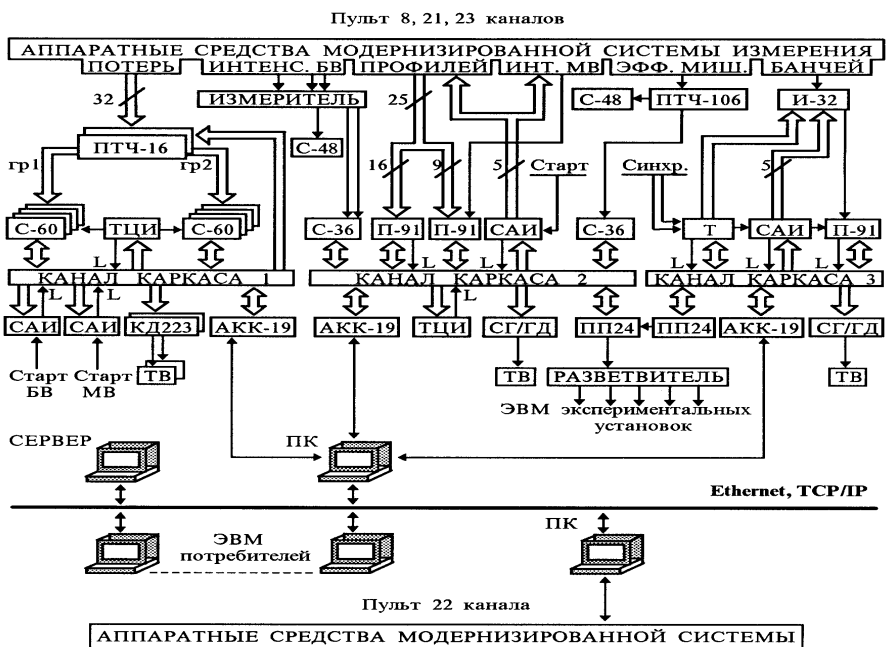 Пульт 8, 21, 23 каналов
АППАРАТНЫЕ СРЕДСТВА МОДЕРНИЗИРОВАННОЙ СИСТЕМЫ ИЗМЕРЕНИЯ
ПОТЕРЬ ИНТЕНС. БВ ПРОФИЛЕЙ ИНТ. МВ ЭФФ. МИШ. БАНЧЕЙ
32 ИЗМЕРИТЕЛЬ 25 С-48 ПТЧ-106 И-32
ПТЧ-16 С-48
гр1 гр2 16 9 5 Старт Синхр. 5
С-60 ТЦИ С-60 С-36 П-91 П-91 САИ С-36 Т САИ П-91
L L L L L L L
КАНАЛ КАРКАСА 1 КАНАЛ КАРКАСА 2 КАНАЛ КАРКАСА 3
L L L
САИ САИ КД223 АКК-19 АКК-19 ТЦИ СГ/ГД ПП24 ПП24 АКК-19 СГ/ГД
Старт Старт ТВ ТВ РАЗВЕТВИТЕЛЬ ТВ
БВ МВ
ЭВМ экспериментальных
установок
СЕРВЕР ПК
Ethernet, TCP/IP
ЭВМ
потребителей
ПК
Пульт 22 канала
АППАРАТНЫЕ СРЕДСТВА МОДЕРНИЗИРОВАННОЙ СИСТЕМЫ